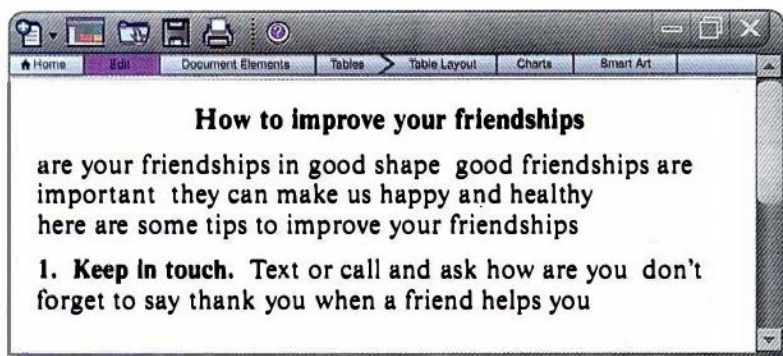 Home Edit Document Elements Tables Table Layout Charts Smart Art
How to improve your friendships
are your friendships in good shape good friendships are
important they can make us happy and healthy
here are some tips to improve your friendships
1. Keep in touch. Text or call and ask how are you don't
forget to say thank you when a friend helps you